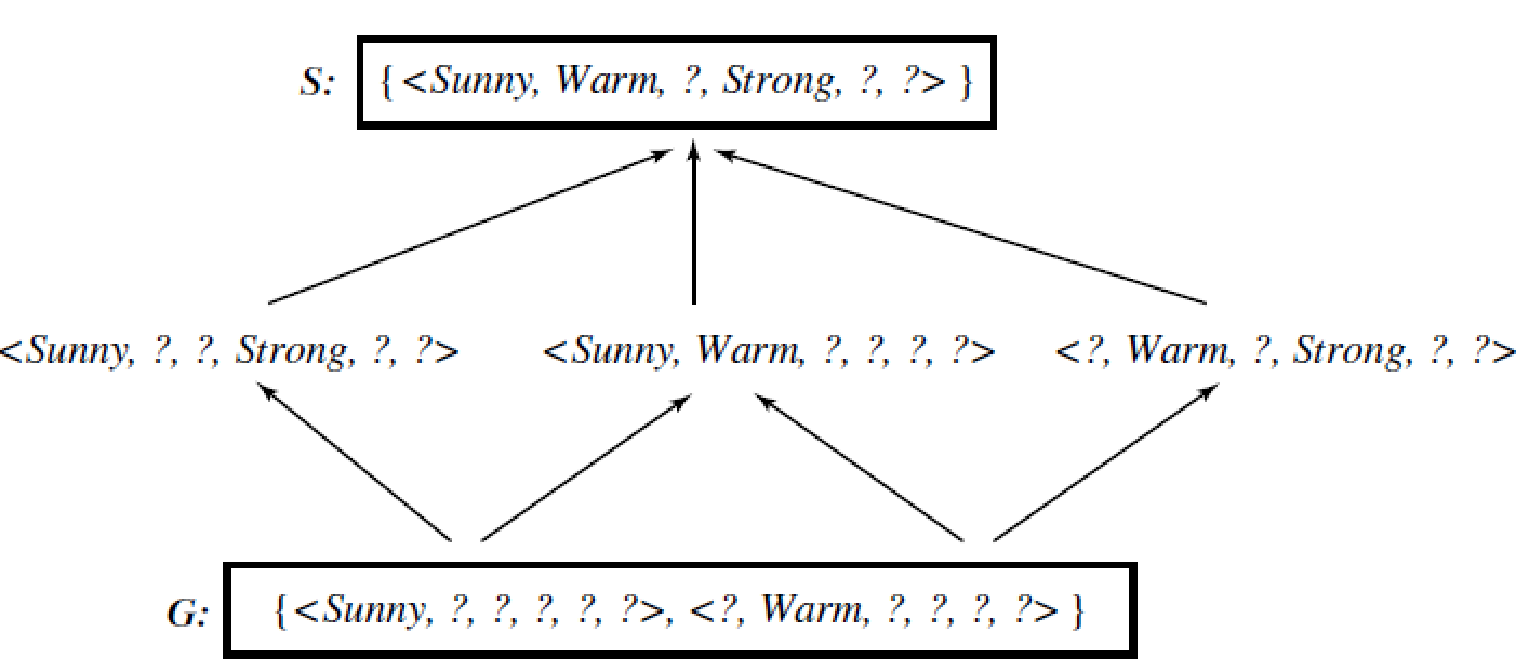 S: { <Sunny, Warm, ?, Strong, ?, ?> }
<Sunny, ?, ?, Strong, ?, ?> <Sunny, Warm, ?, ?, ?, ?> <?, Warm, ?, Strong, ?, ?>
G: { <Sunny, ?, ?, ?, ?, ?>, <?, Warm, ?, ?, ?, ?> }